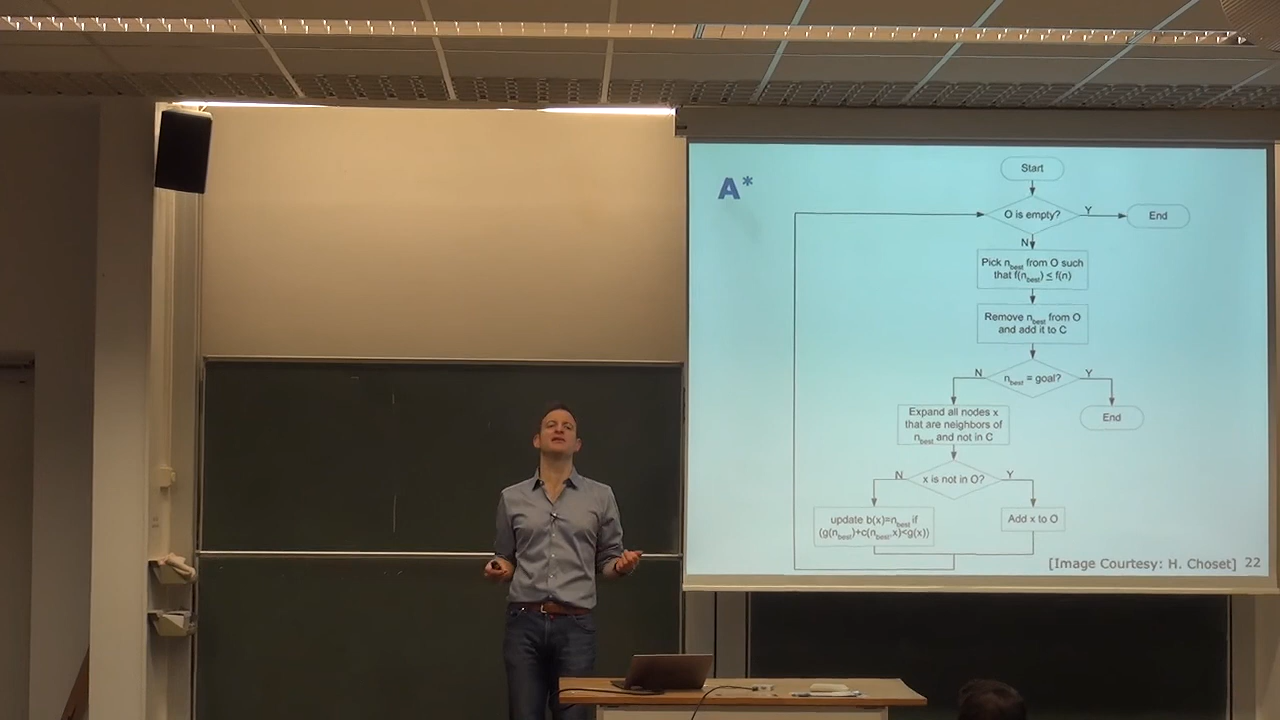 A*
Start
O is empty?
Y
End
N
Pick n_best from O such
that f(n_best) ≤ f(n)
Remove n_best from O
and add it to C
N
n_best = goal?
Y
Expand all nodes x
that are neighbors of
n_best and not in C
End
N
x is not in O?
Y
update b(x)=n_best if
(g(n_best)+c(n_best,x)<g(x))
Add x to O
[Image Courtesy: H. Choset] 22